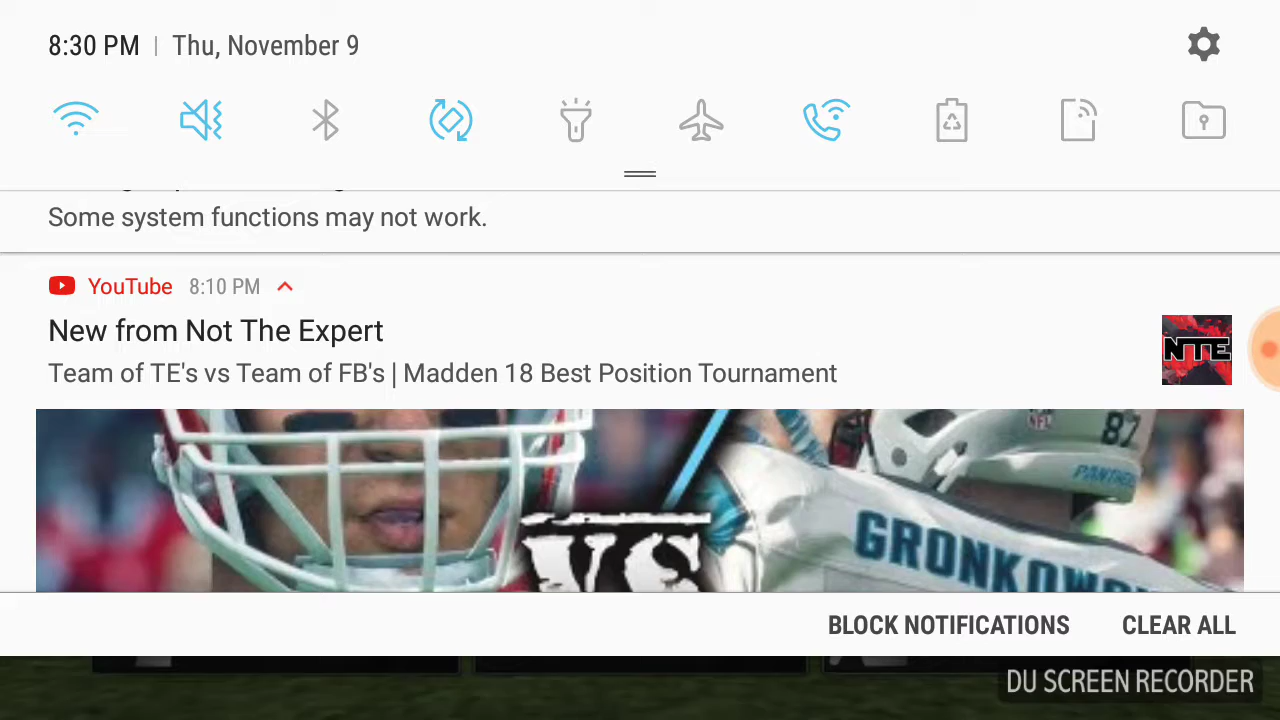 8:30 PM | Thu, November 9
Some system functions may not work.
YouTube 8:10 PM
New from Not The Expert
NTE
Team of TE's vs Team of FB's | Madden 18 Best Position Tournament
NFL
87
PANTHERS
VS
GRONKOWS
BLOCK NOTIFICATIONS CLEAR ALL
DU SCREEN RECORDER